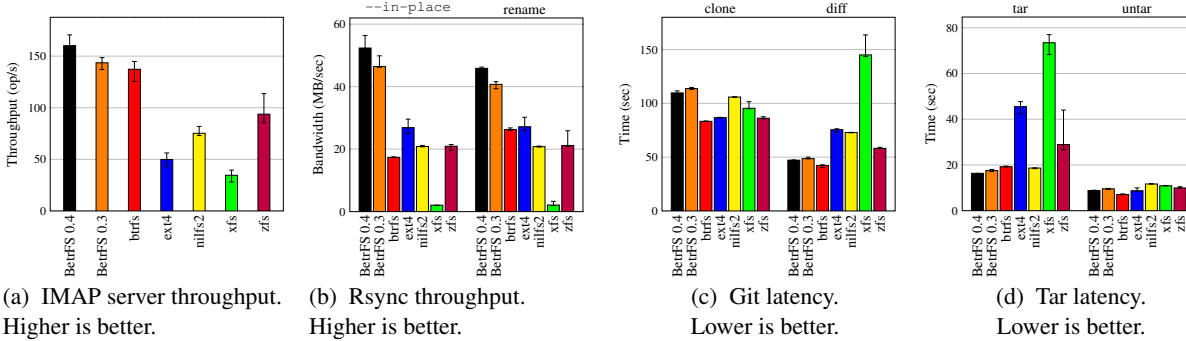 Throughput (op/s)
150
100
50
0
BetrFS 0.4
BetrFS 0.3
btrfs
ext4
nilfs2
xfs
zfs
(a) IMAP server throughput.
Higher is better.
--in-place rename
Bandwidth (MB/sec)
60
40
20
0
BetrFS 0.4
BetrFS 0.3
btrfs
ext4
nilfs2
xfs
zfs
BetrFS 0.4
BetrFS 0.3
btrfs
ext4
nilfs2
xfs
zfs
(b) Rsync throughput.
Higher is better.
clone diff
Time (sec)
150
100
50
0
BetrFS 0.4
BetrFS 0.3
btrfs
ext4
nilfs2
xfs
zfs
BetrFS 0.4
BetrFS 0.3
btrfs
ext4
nilfs2
xfs
zfs
(c) Git latency.
Lower is better.
tar untar
Time (sec)
80
60
40
20
0
BetrFS 0.4
BetrFS 0.3
btrfs
ext4
nilfs2
xfs
zfs
BetrFS 0.4
BetrFS 0.3
btrfs
ext4
nilfs2
xfs
zfs
(d) Tar latency.
Lower is better.